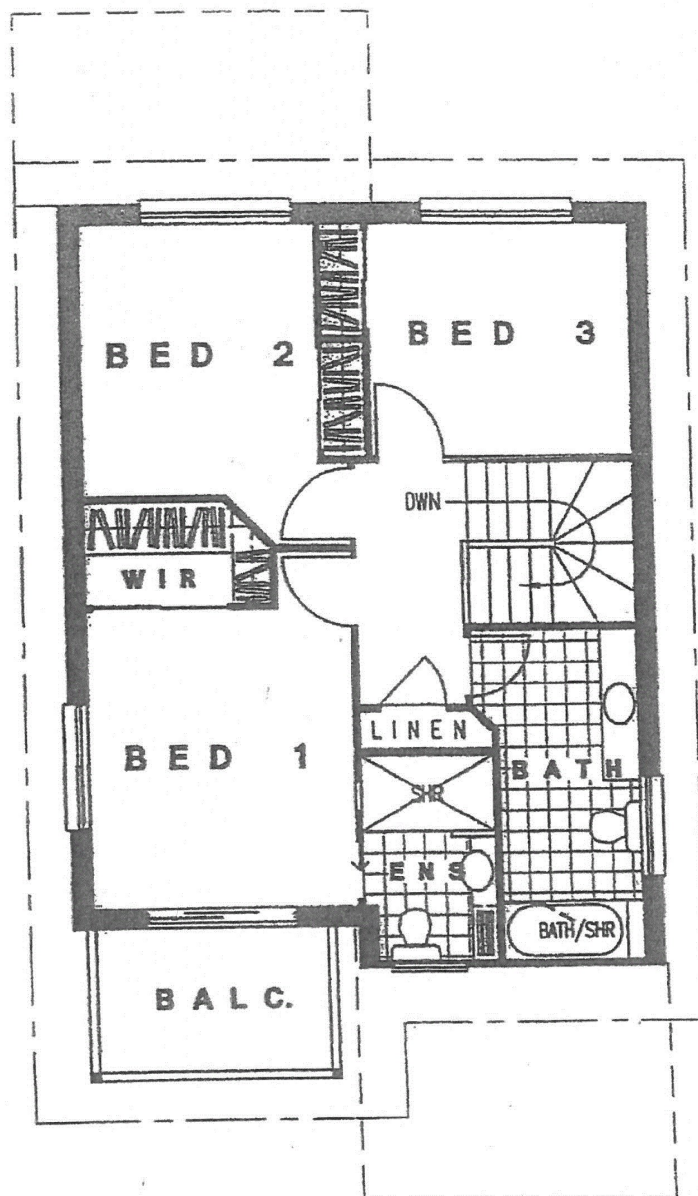 BED 2
BED 3
DWN
WIR
BED 1
LINEN
BATH
SHR
ENS
BATH/SHR
BALC.